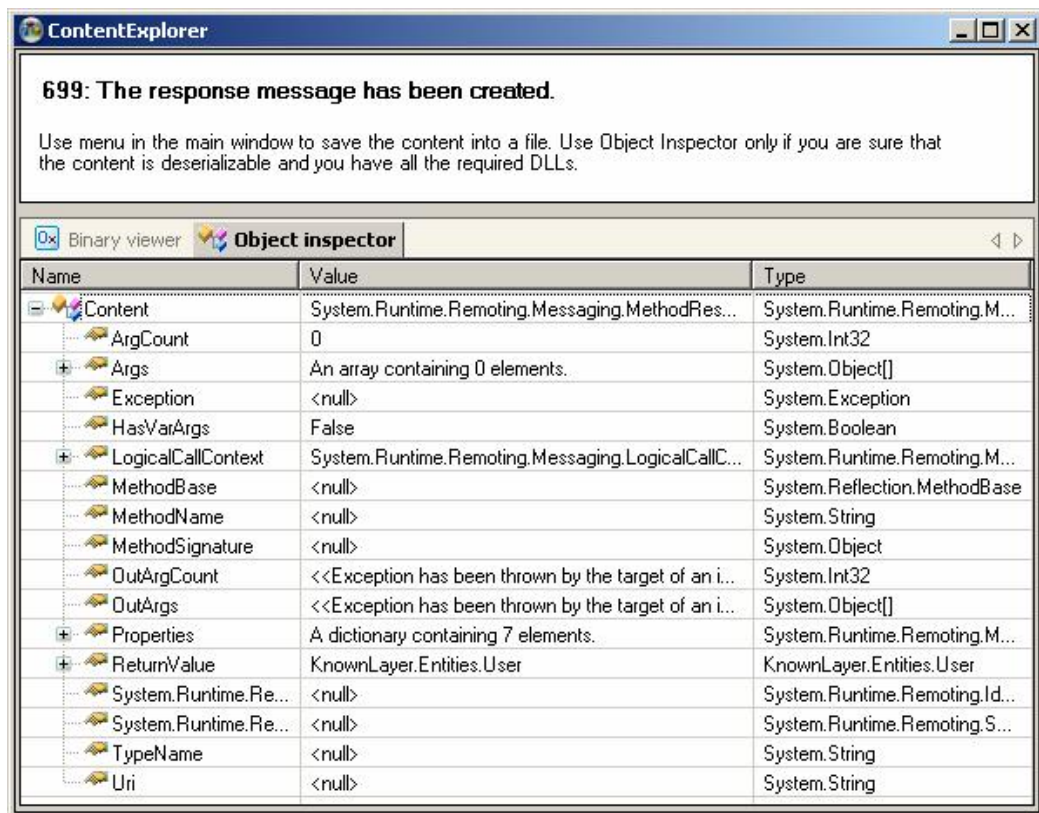 ContentExplorer
699: The response message has been created.
Use menu in the main window to save the content into a file. Use Object Inspector only if you are sure that
the content is deserializable and you have all the required DLLs.
0x Binary viewer Object inspector
Name Value Type
Content System.Runtime.Remoting.Messaging.MethodRes... System.Runtime.Remoting.M...
ArgCount 0 System.Int32
Args An array containing 0 elements. System.Object[]
Exception <null> System.Exception
HasVarArgs False System.Boolean
LogicalCallContext System.Runtime.Remoting.Messaging.LogicalCallC... System.Runtime.Remoting.M...
MethodBase <null> System.Reflection.MethodBase
MethodName <null> System.String
MethodSignature <null> System.Object
OutArgCount <<Exception has been thrown by the target of an i... System.Int32
OutArgs <<Exception has been thrown by the target of an i... System.Object[]
Properties A dictionary containing 7 elements. System.Runtime.Remoting.M...
ReturnValue KnownLayer.Entities.User KnownLayer.Entities.User
System.Runtime.Re... <null> System.Runtime.Remoting.Id...
System.Runtime.Re... <null> System.Runtime.Remoting.S...
TypeName <null> System.String
Uri <null> System.String